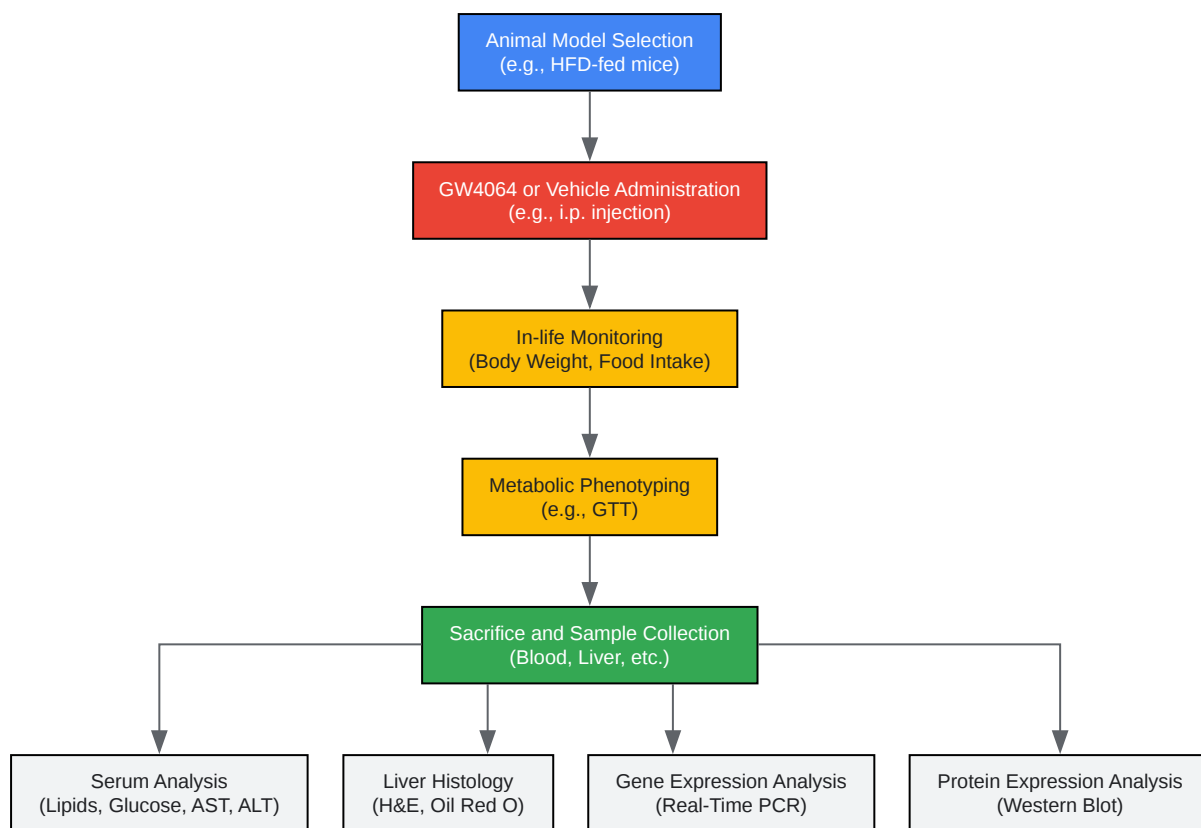 Animal Model Selection
(e.g., HFD-fed mice)
GW4064 or Vehicle Administration
(e.g., i.p. injection)
In-life Monitoring
(Body Weight, Food Intake)
Metabolic Phenotyping
(e.g., GTT)
Sacrifice and Sample Collection
(Blood, Liver, etc.)
Serum Analysis
(Lipids, Glucose, AST, ALT)
Liver Histology
(H&E, Oil Red O)
Gene Expression Analysis
(Real-Time PCR)
Protein Expression Analysis
(Western Blot)